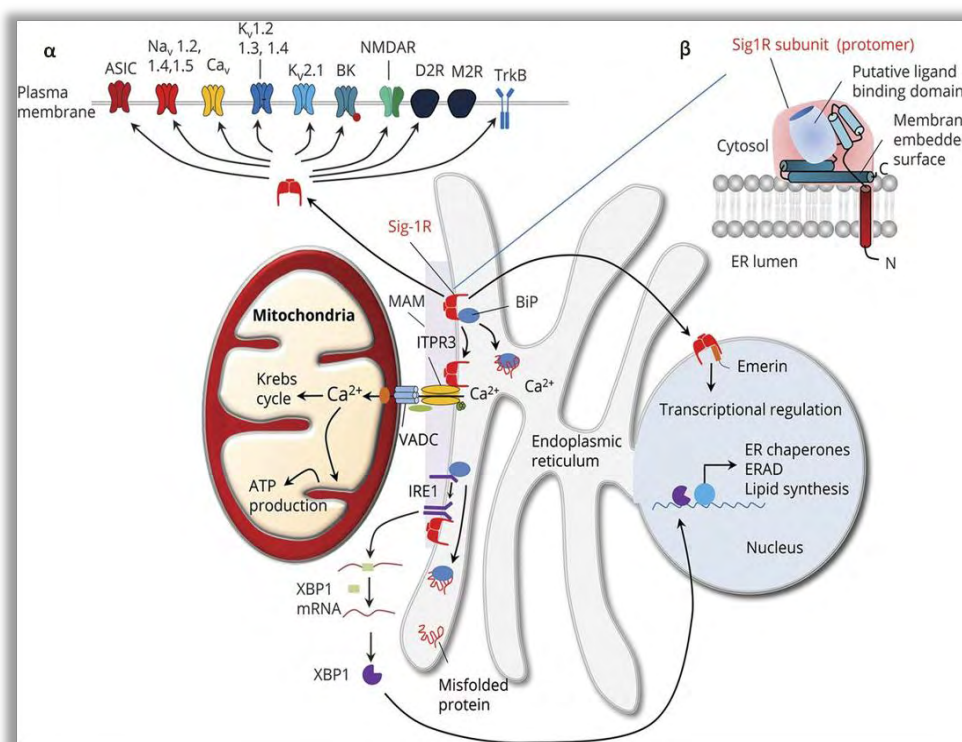 α
ASIC
Naᵥ 1.2,
1.4,1.5
Caᵥ
Kᵥ1.2
1.3, 1.4
Kᵥ2.1
BK
NMDAR
D2R
M2R
TrkB
Plasma
membrane
β
Sig1R subunit (protomer)
Putative ligand
binding domain
Membran
embedde
surface
Cytosol
C
ER lumen
N
Sig-1R
MAM
BiP
ITPR3
Mitochondria
Krebs
cycle
Ca²⁺
Ca²⁺
Ca²⁺
VADC
ATP
production
IRE1
Endoplasmic
reticulum
Emerin
Transcriptional regulation
ER chaperones
ERAD
Lipid synthesis
Nucleus
XBP1
mRNA
XBP1
Misfolded
protein